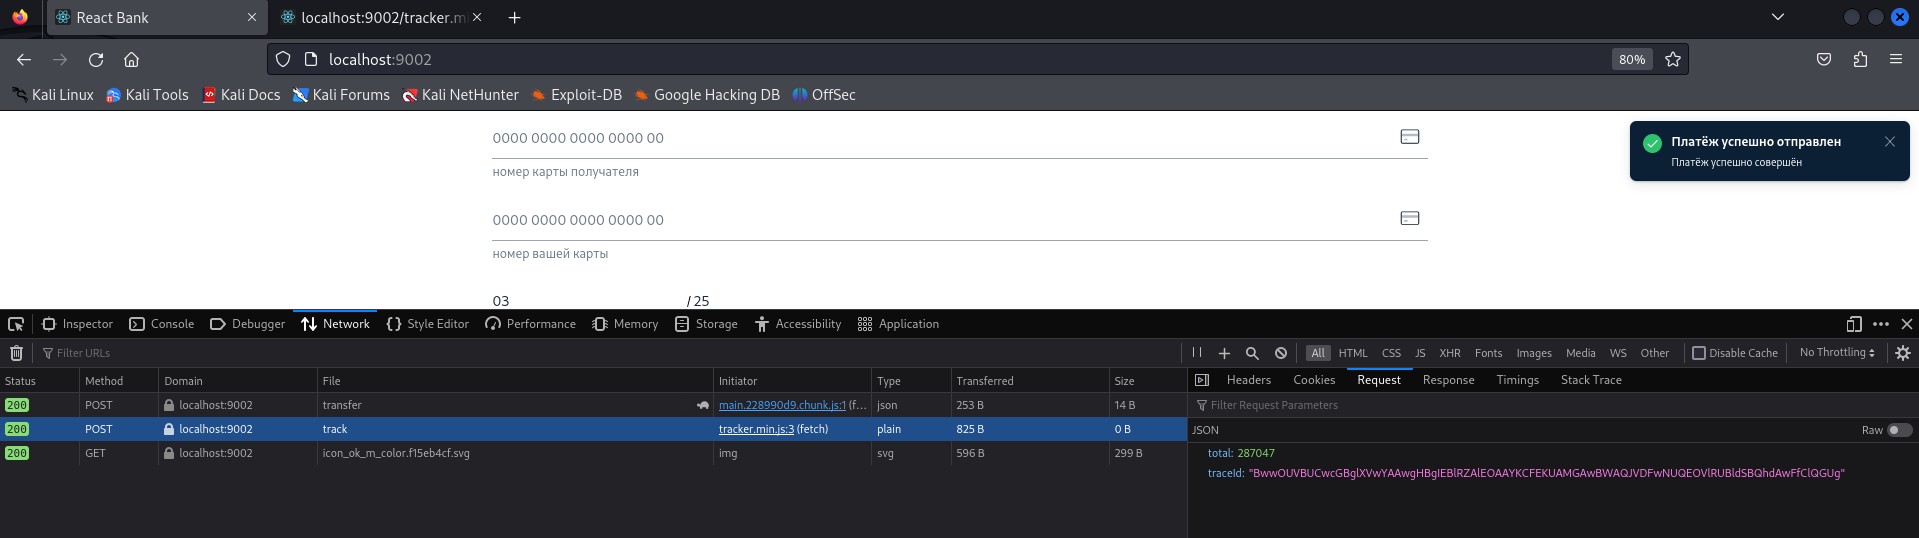 React Bank
localhost:9002/tracker.m
localhost:9002
80%
Kali Linux Kali Tools Kali Docs Kali Forums Kali NetHunter Exploit-DB Google Hacking DB OffSec
0000 0000 0000 0000 00
номер карты получателя
0000 0000 0000 0000 00
номер вашей карты
03 / 25
Платёж успешно отправлен
Платёж успешно совершён
Inspector Console Debugger Network Style Editor Performance Memory Storage Accessibility Application
Filter URLs
All HTML CSS JS XHR Fonts Images Media WS Other Disable Cache No Throttling
Status Method Domain File Initiator Type Transferred Size
200 POST localhost:9002 transfer main.228990d9.chunk.js:1 (f… json 253 B 14 B
200 POST localhost:9002 track tracker.min.js:3 (fetch) plain 825 B 0 B
200 GET localhost:9002 icon_ok_m_color.f15eb4cf.svg img svg 596 B 299 B
Headers Cookies Request Response Timings Stack Trace
Filter Request Parameters
JSON Raw
total: 287047
traceId: "BwwOUVBUCwcGBglXVwYAAwgHBgIEBlRZAlEOAAYKCFEKUAMGAwBWAQJVDFwNUQEOVlRUBldSBQhdAwFfClQGUg"